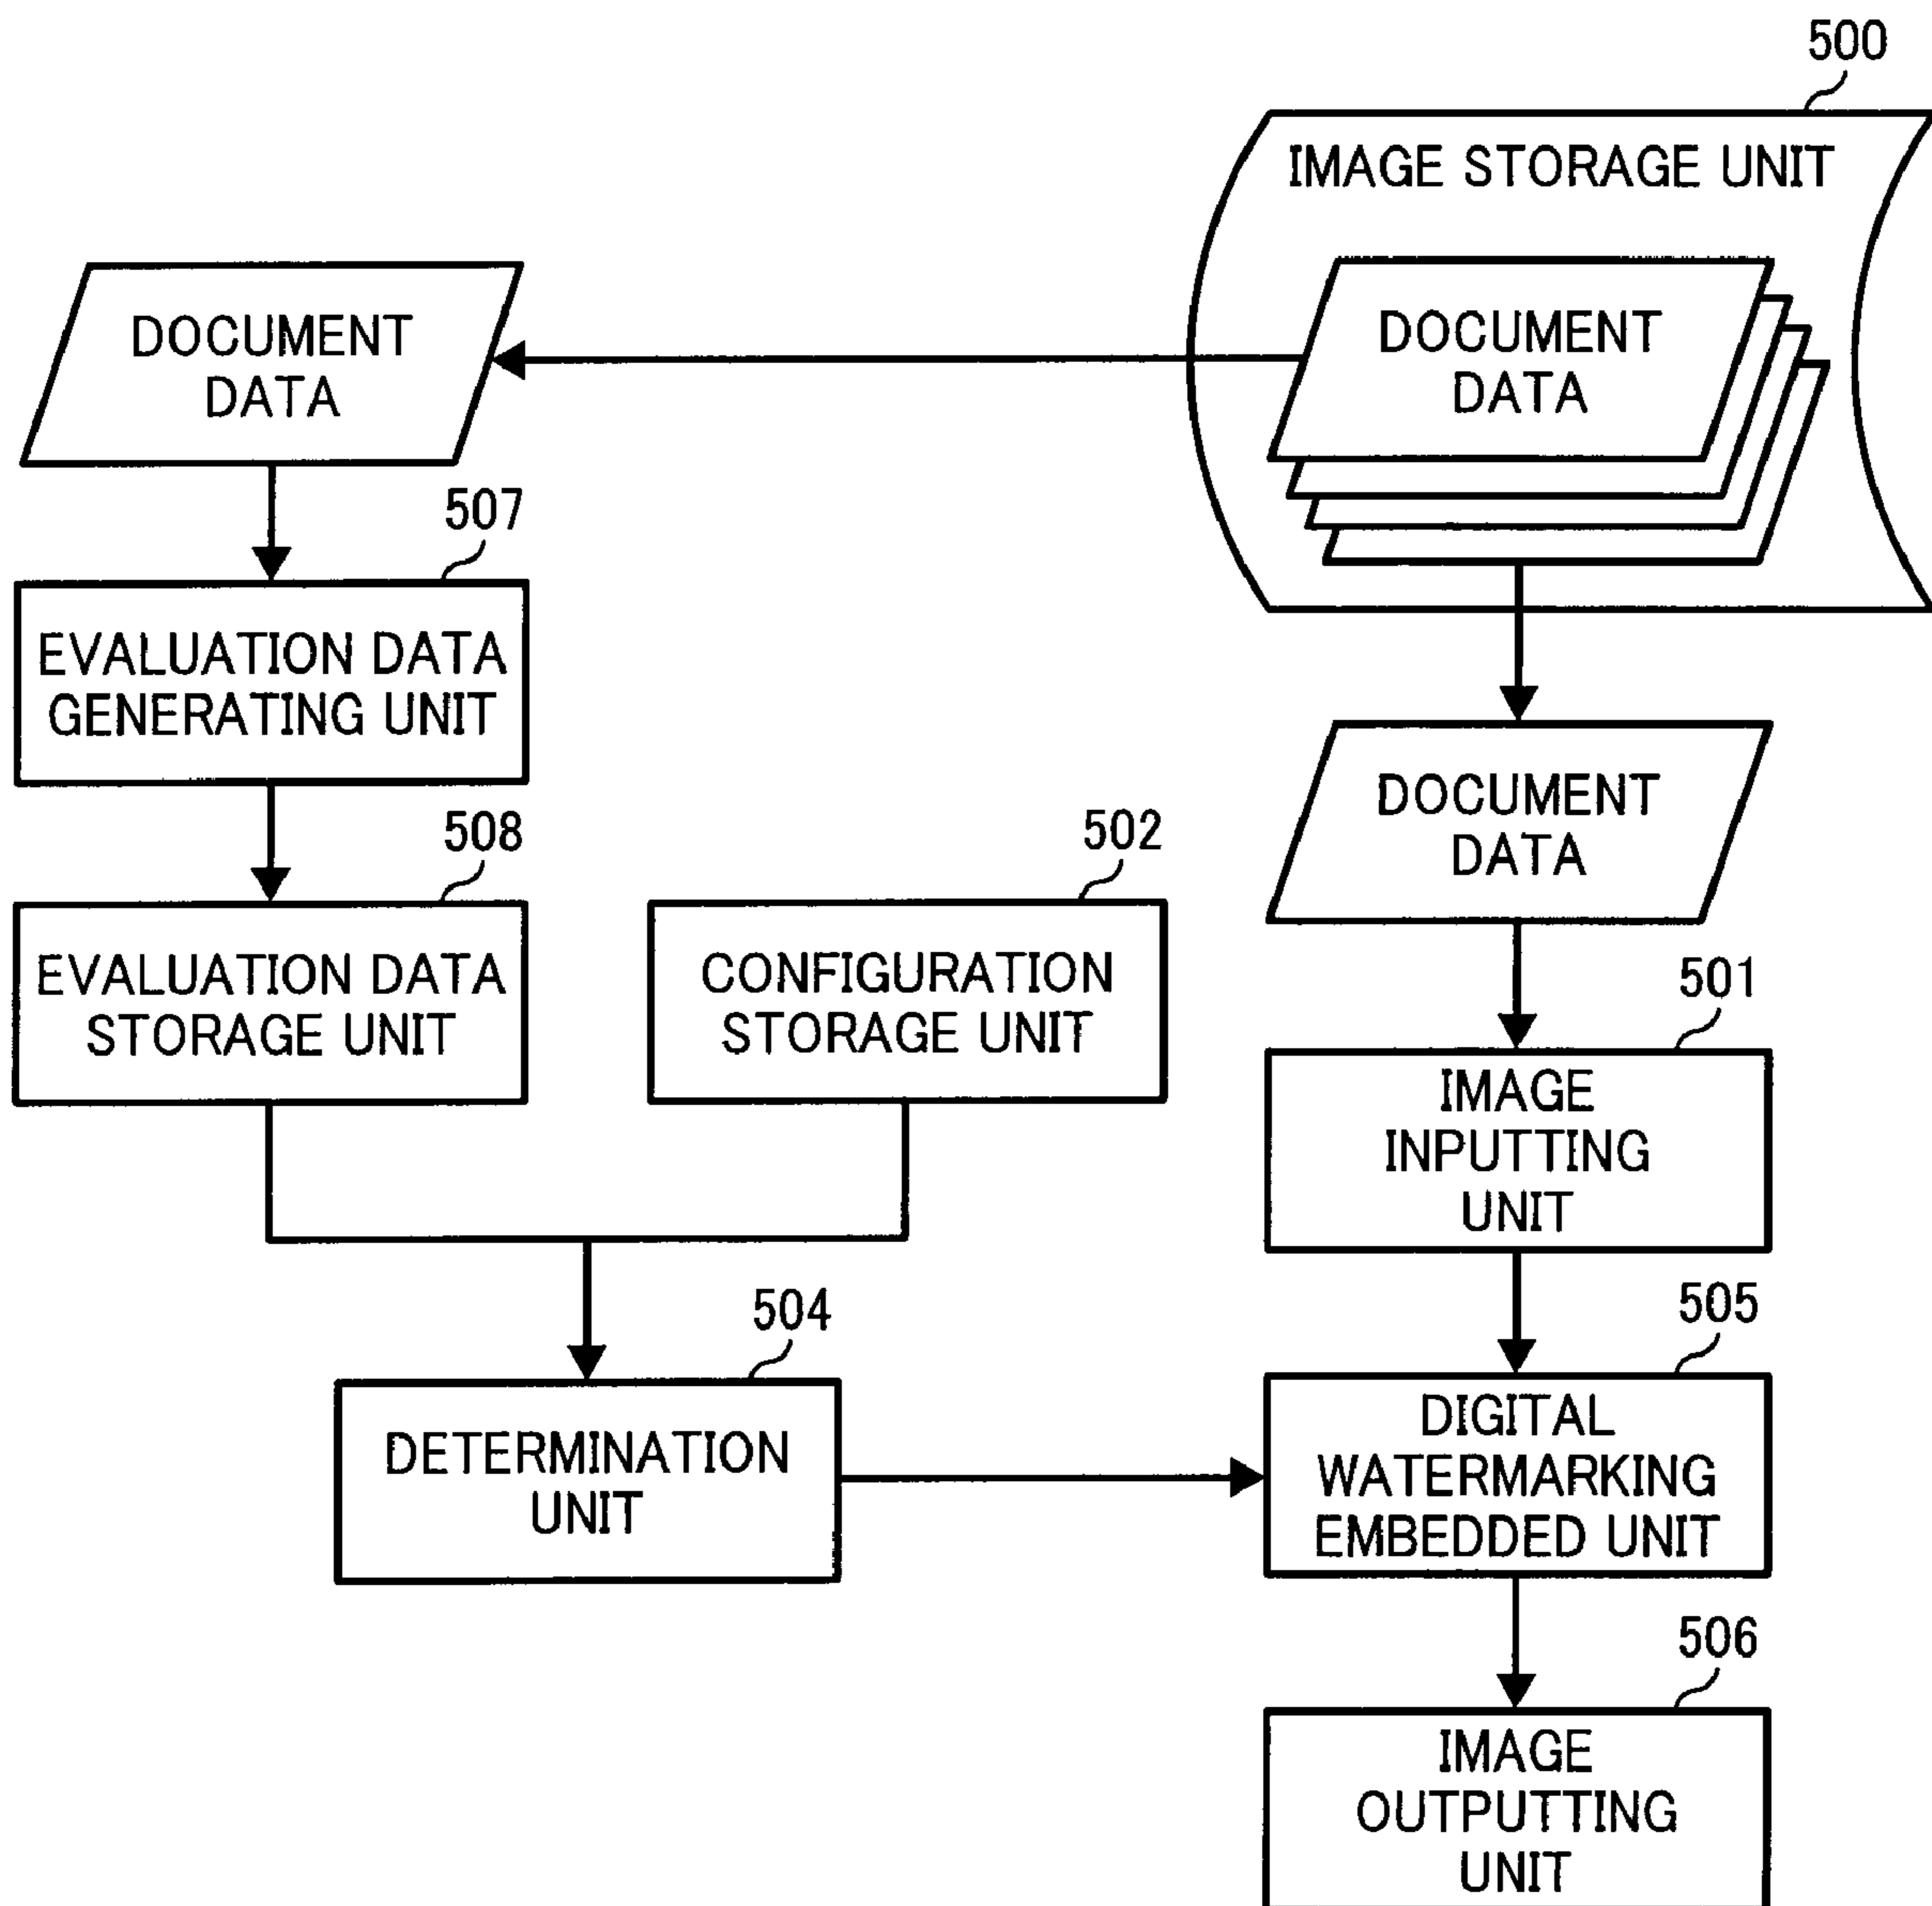 500
IMAGE STORAGE UNIT
DOCUMENT
DATA
DOCUMENT
DATA
507
EVALUATION DATA
GENERATING UNIT
DOCUMENT
DATA
508
EVALUATION DATA
STORAGE UNIT
502
CONFIGURATION
STORAGE UNIT
501
IMAGE
INPUTTING
UNIT
504
DETERMINATION
UNIT
505
DIGITAL
WATERMARKING
EMBEDDED UNIT
506
IMAGE
OUTPUTTING
UNIT